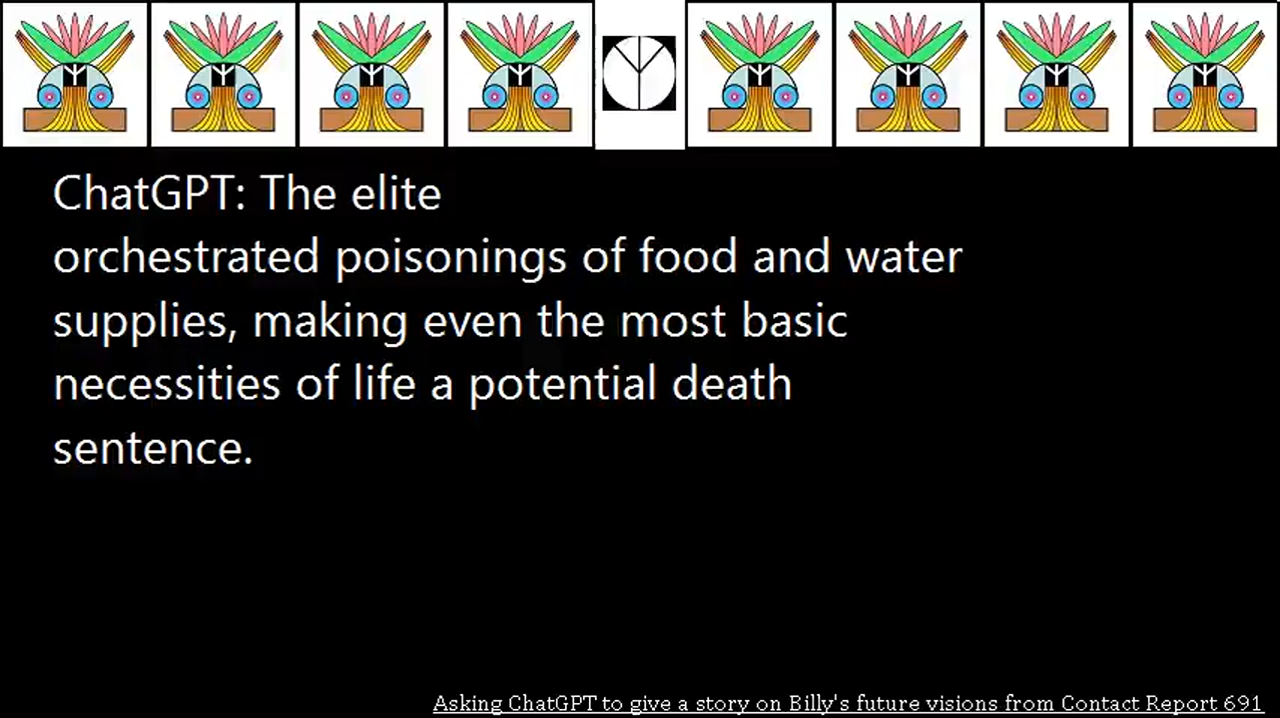 ChatGPT: The elite
orchestrated poisonings of food and water
supplies, making even the most basic
necessities of life a potential death
sentence.
Asking ChatGPT to give a story on Billy's future visions from Contact Report 691